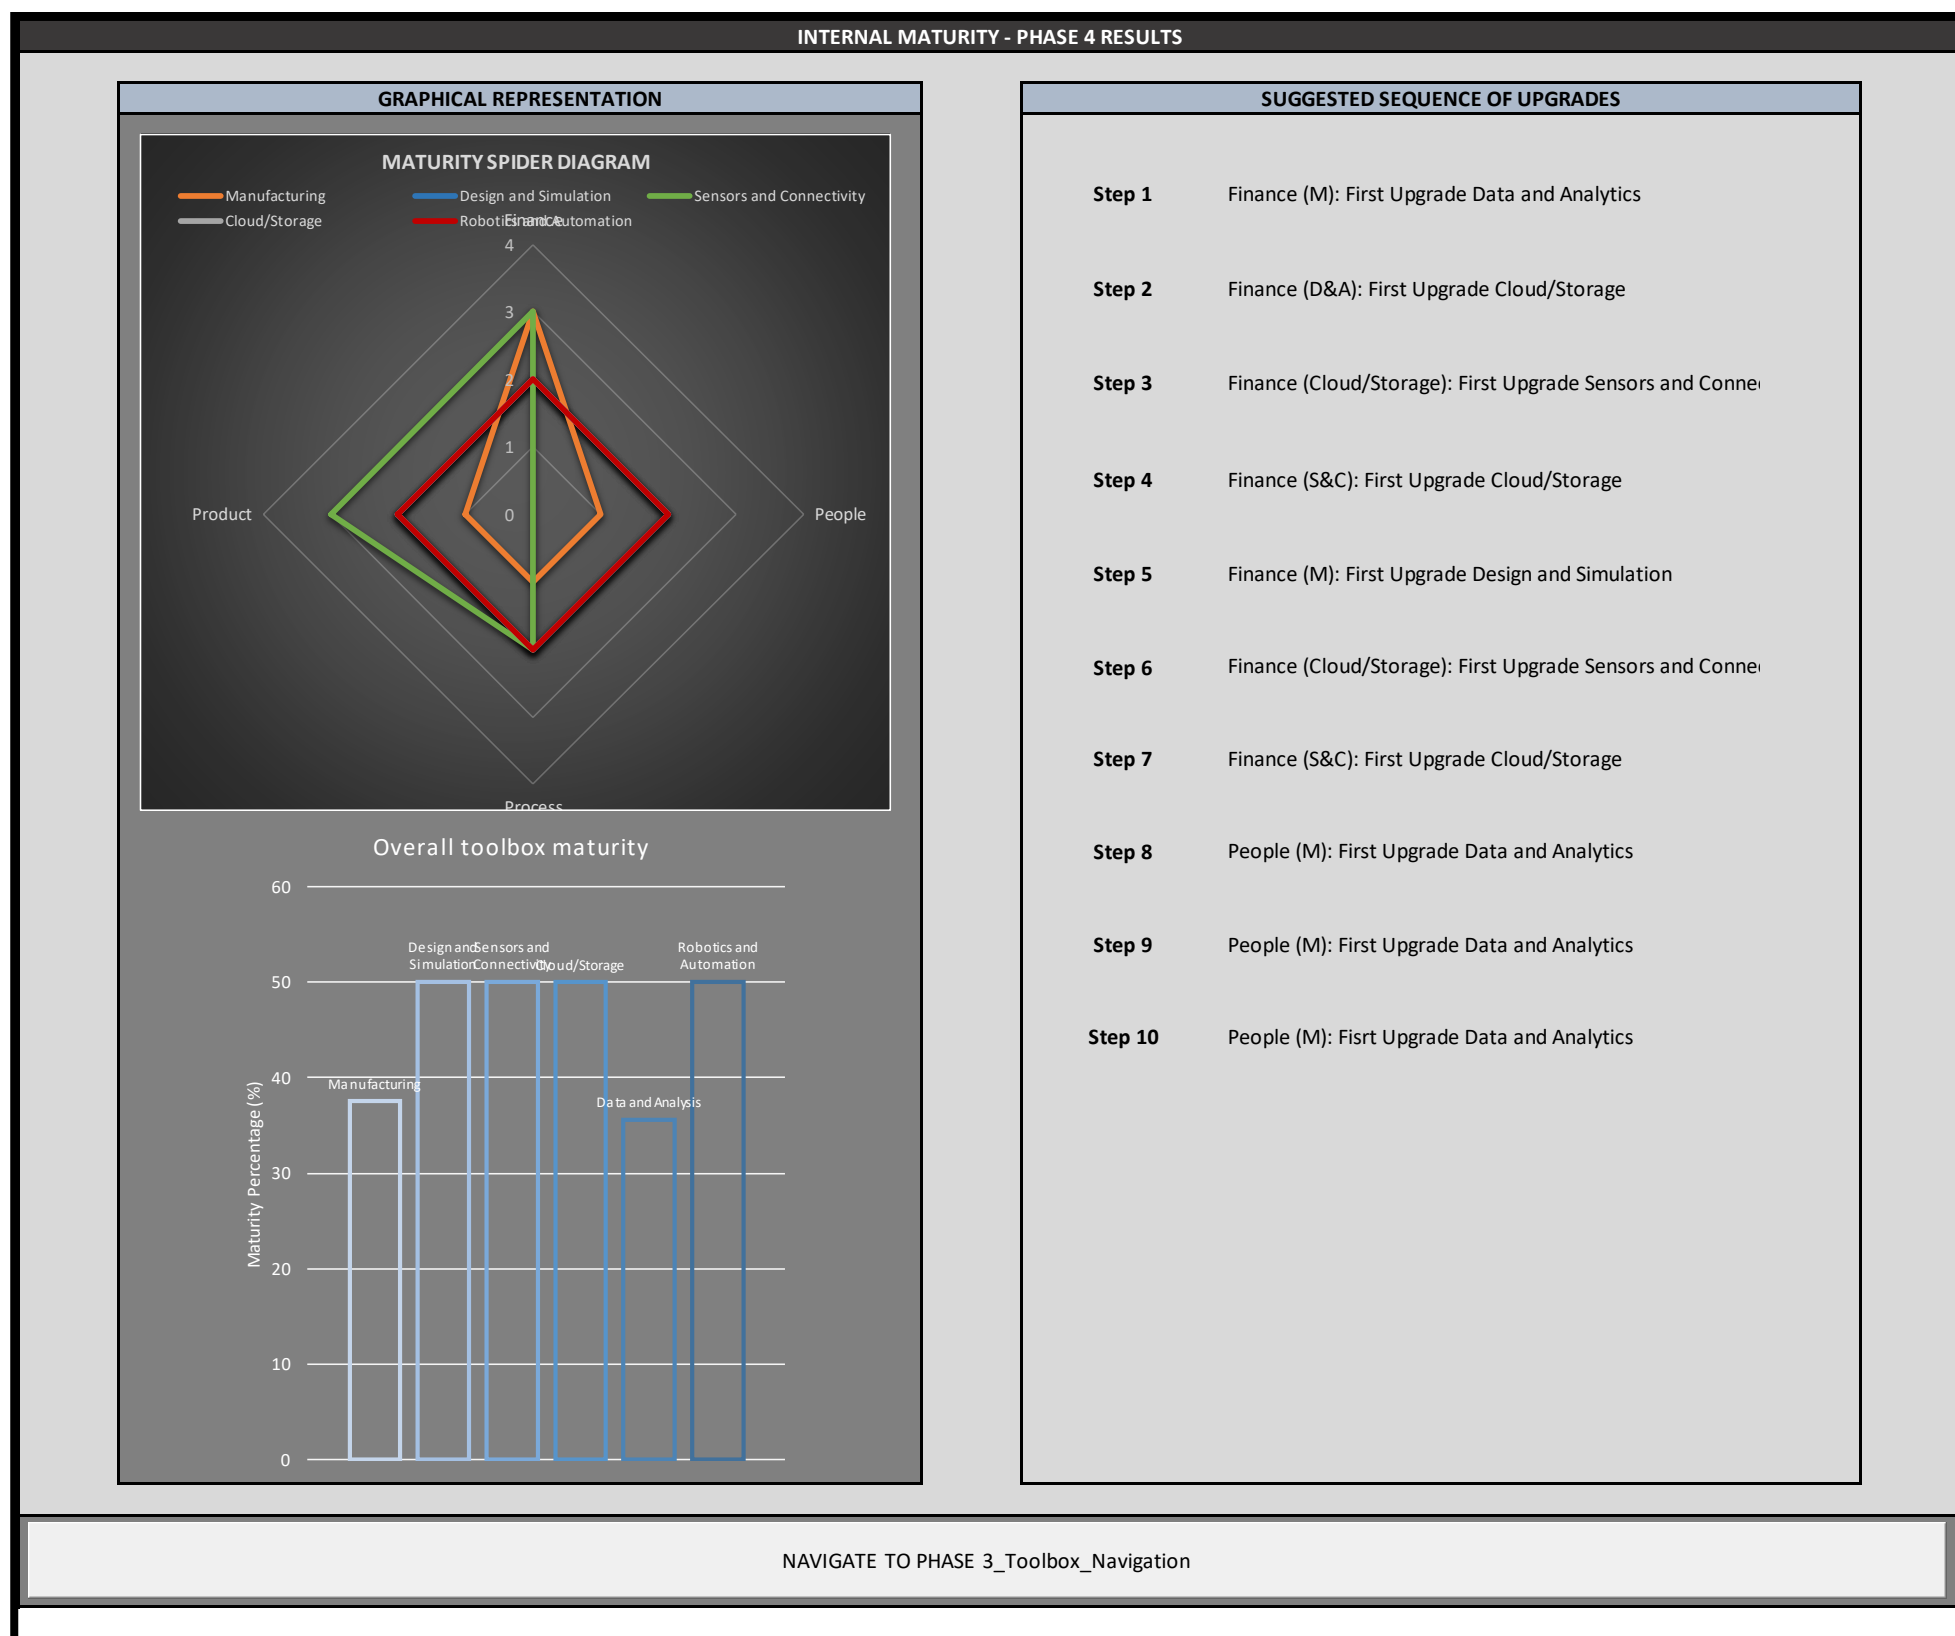 INTERNAL MATURITY - PHASE 4 RESULTS
GRAPHICAL REPRESENTATION
MATURITY SPIDER DIAGRAM
Manufacturing
Design and Simulation
Sensors and Connectivity
Cloud/Storage
Robotics and Automation
Finance
4
3
2
1
0
Product
People
Process
Overall toolbox maturity
60
50
40
30
20
10
0
Maturity Percentage (%)
Manufacturing
Design and
Simulation
Sensors and
Connectivity
Cloud/Storage
Data and Analysis
Robotics and
Automation
SUGGESTED SEQUENCE OF UPGRADES
Step 1 Finance (M): First Upgrade Data and Analytics
Step 2 Finance (D&A): First Upgrade Cloud/Storage
Step 3 Finance (Cloud/Storage): First Upgrade Sensors and Conne
Step 4 Finance (S&C): First Upgrade Cloud/Storage
Step 5 Finance (M): First Upgrade Design and Simulation
Step 6 Finance (Cloud/Storage): First Upgrade Sensors and Conne
Step 7 Finance (S&C): First Upgrade Cloud/Storage
Step 8 People (M): First Upgrade Data and Analytics
Step 9 People (M): First Upgrade Data and Analytics
Step 10 People (M): Fisrt Upgrade Data and Analytics
NAVIGATE TO PHASE 3_Toolbox_Navigation